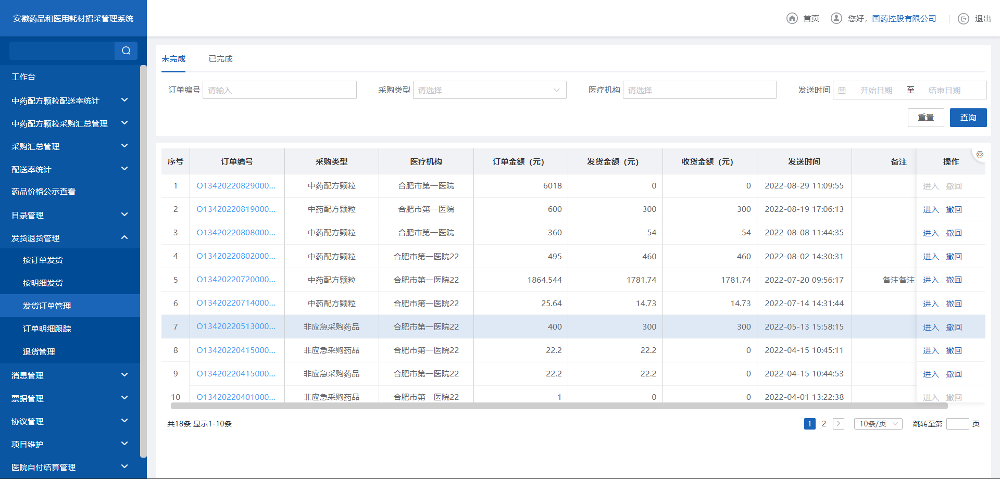 安徽药品和医用耗材招采管理系统
首页
您好，国药控股有限公司
退出
工作台
中药配方颗粒配送率统计
中药配方颗粒采购汇总管理
采购汇总管理
配送率统计
药品价格公示查看
目录管理
发货退货管理
按订单发货
按明细发货
发货订单管理
订单明细跟踪
退货管理
消息管理
票据管理
协议管理
项目维护
医院自付结算管理
未完成 已完成
订单编号 请输入 采购类型 请选择 医疗机构 请选择 发送时间 开始日期 至 结束日期
重置 查询
序号 订单编号 采购类型 医疗机构 订单金额（元） 发货金额（元） 收货金额（元） 发送时间 备注 操作
1 O13420220829000... 中药配方颗粒 合肥市第一医院 6018 0 0 2022-08-29 11:09:55 进入 撤回
2 O13420220819000... 中药配方颗粒 合肥市第一医院 600 300 300 2022-08-19 17:06:13 进入 撤回
3 O13420220808000... 中药配方颗粒 合肥市第一医院 360 54 54 2022-08-08 11:44:35 进入 撤回
4 O13420220802000... 中药配方颗粒 合肥市第一医院22 495 460 460 2022-08-02 14:30:31 进入 撤回
5 O13420220720000... 中药配方颗粒 合肥市第一医院22 1864.544 1781.74 1781.74 2022-07-20 09:56:17 备注备注 进入 撤回
6 O13420220714000... 中药配方颗粒 合肥市第一医院22 25.64 14.73 14.73 2022-07-14 14:31:44 进入 撤回
7 O13420220513000... 非应急采购药品 合肥市第一医院22 400 300 300 2022-05-13 15:58:15 进入 撤回
8 O13420220415000... 非应急采购药品 合肥市第一医院22 22.2 22.2 0 2022-04-15 10:45:11 进入 撤回
9 O13420220415000... 非应急采购药品 合肥市第一医院22 22.2 22.2 0 2022-04-15 10:44:53 进入 撤回
10 O13420220401000... 非应急采购药品 合肥市第一医院22 1 0 0 2022-04-01 13:22:38 进入 撤回
共18条 显示1-10条 1 2 10条/页 跳转至第 页